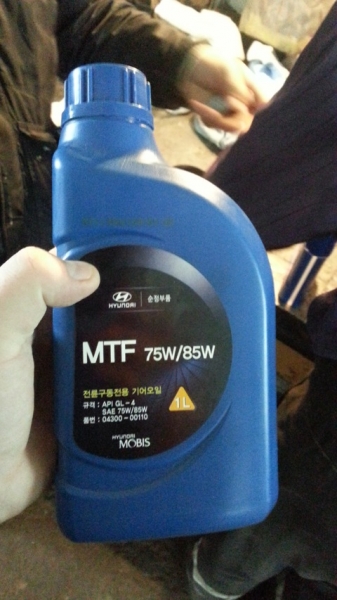 HYUNDAI 순정부품
MTF 75W/85W
전륜구동전용 기어오일
규격 : API GL-4
SAE 75W/85W
품번 : 04300-00110
1L
HYUNDAI
MOBIS